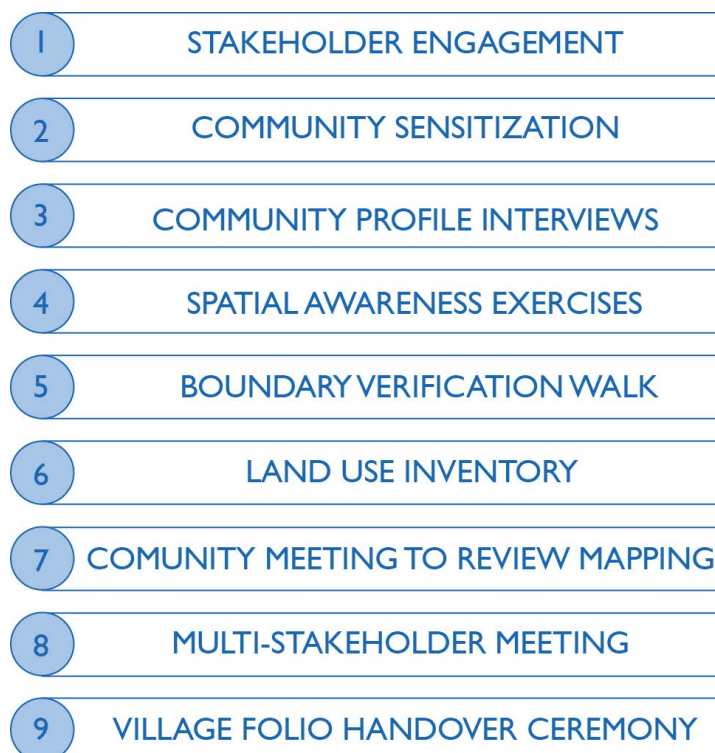 1 STAKEHOLDER ENGAGEMENT
2 COMMUNITY SENSITIZATION
3 COMMUNITY PROFILE INTERVIEWS
4 SPATIAL AWARENESS EXERCISES
5 BOUNDARY VERIFICATION WALK
6 LAND USE INVENTORY
7 COMUNITY MEETING TO REVIEW MAPPING
8 MULTI-STAKEHOLDER MEETING
9 VILLAGE FOLIO HANDOVER CEREMONY